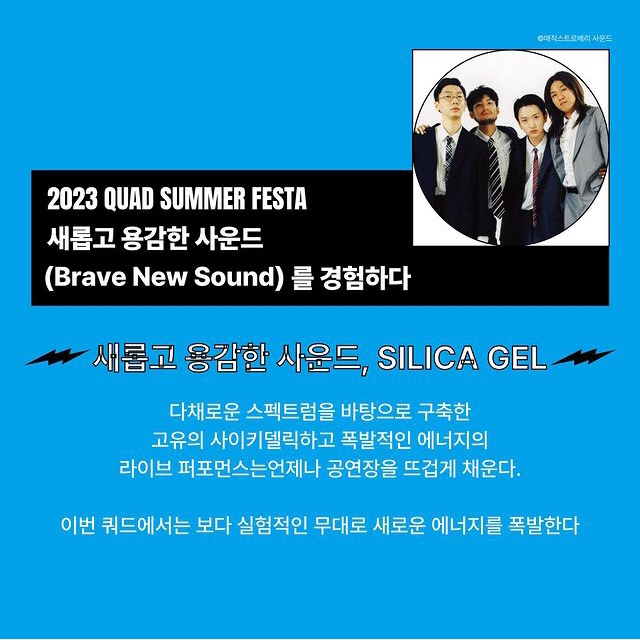 ©매직스트로베리 사운드
2023 QUAD SUMMER FESTA
새롭고 용감한 사운드
(Brave New Sound) 를 경험하다
새롭고 용감한 사운드, SILICA GEL
다채로운 스펙트럼을 바탕으로 구축한
고유의 사이키델릭하고 폭발적인 에너지의
라이브 퍼포먼스는언제나 공연장을 뜨겁게 채운다.
이번 쿼드에서는 보다 실험적인 무대로 새로운 에너지를 폭발한다